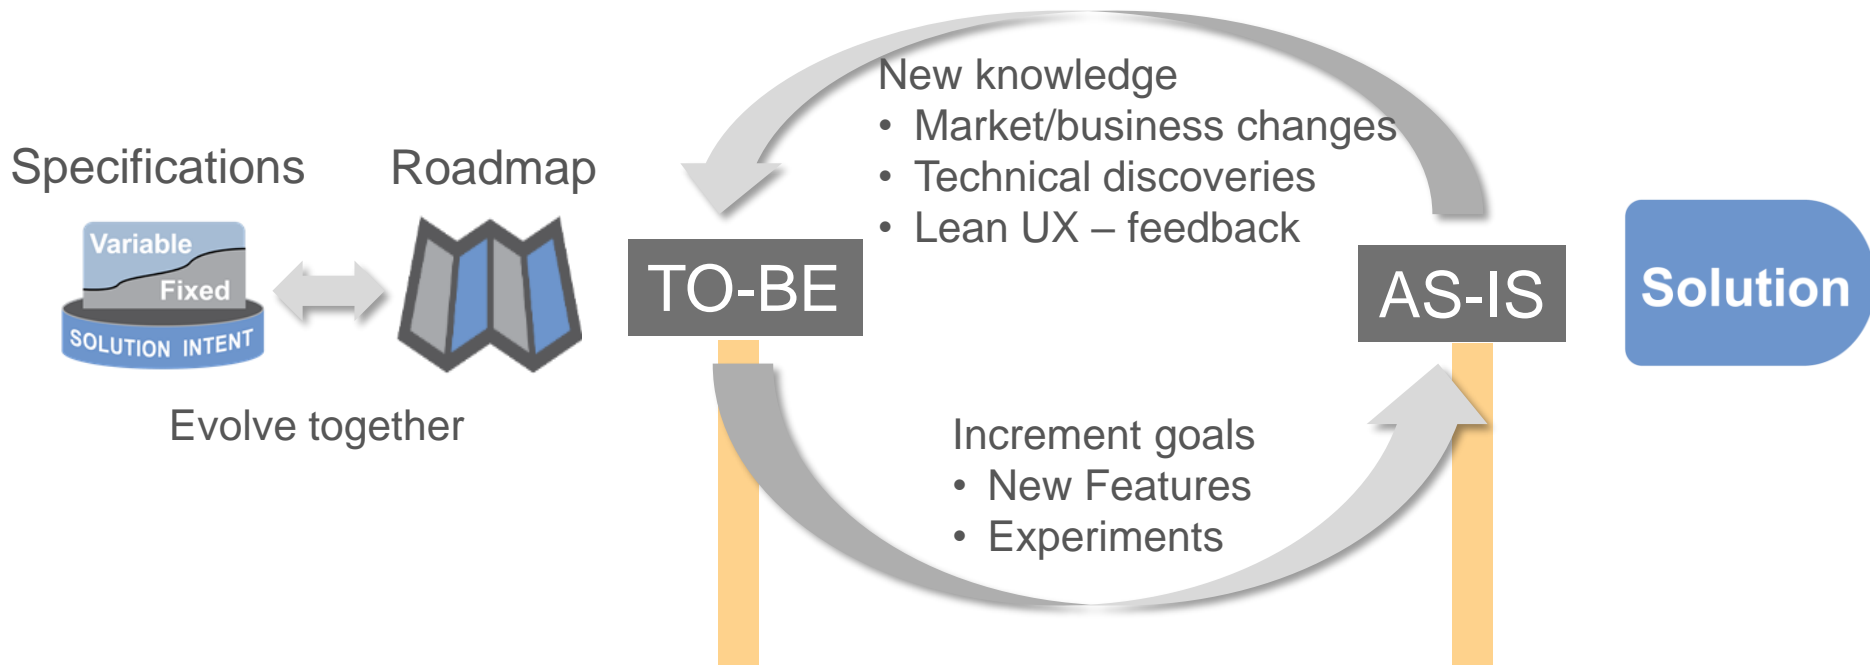 Specifications
Roadmap
Variable
Fixed
SOLUTION INTENT
Evolve together
TO-BE
New knowledge
• Market/business changes
• Technical discoveries
• Lean UX – feedback
AS-IS
Solution
Increment goals
• New Features
• Experiments